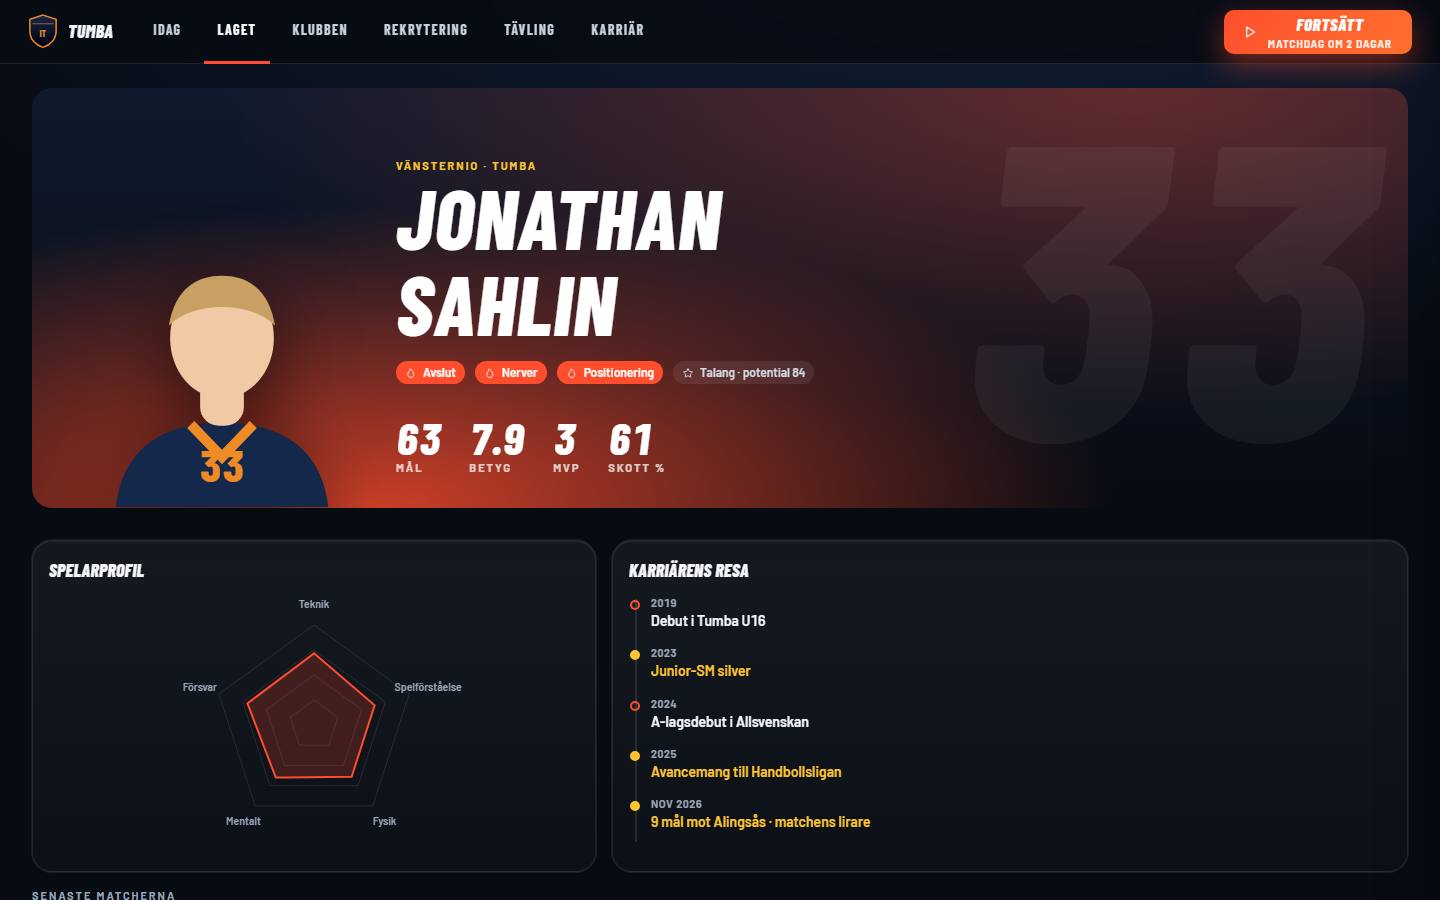 IT
TUMBA
IDAG
LAGET
KLUBBEN
REKRYTERING
TÄVLING
KARRIÄR
FORTSÄTT
MATCHDAG OM 2 DAGAR
VÄNSTERNIO · TUMBA
JONATHAN
SAHLIN
33
33
Avslut
Nerver
Positionering
Talang · potential 84
63
MÅL
7.9
BETYG
3
MVP
61
SKOTT %
SPELARPROFIL
Teknik
Spelförståelse
Fysik
Mentalt
Försvar
KARRIÄRENS RESA
2019
Debut i Tumba U16
2023
Junior-SM silver
2024
A-lagsdebut i Allsvenskan
2025
Avancemang till Handbollsligan
NOV 2026
9 mål mot Alingsås · matchens lirare
SENASTE MATCHERNA